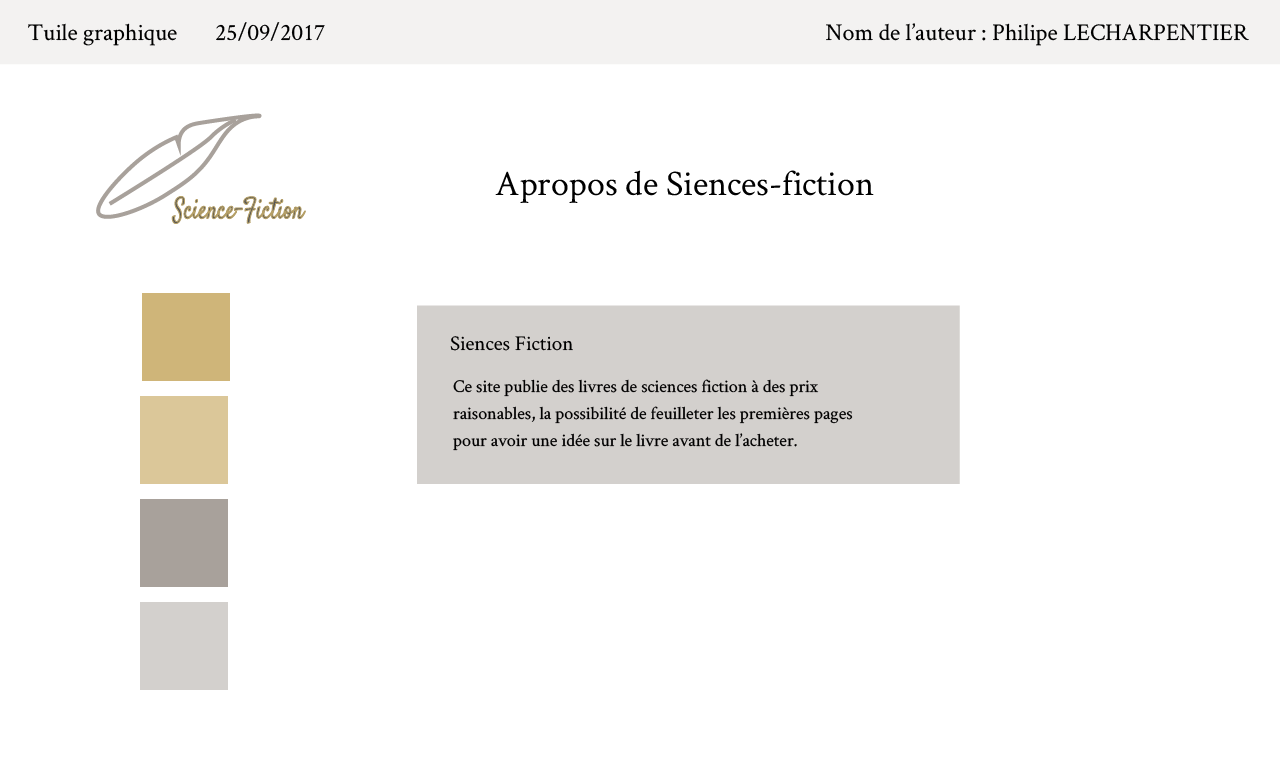 Tuile graphique 25/09/2017 Nom de l’auteur : Philipe LECHARPENTIER
Science-Fiction
Apropos de Siences-fiction
Siences Fiction
Ce site publie des livres de sciences fiction à des prix
raisonables, la possibilité de feuilleter les premières pages
pour avoir une idée sur le livre avant de l’acheter.